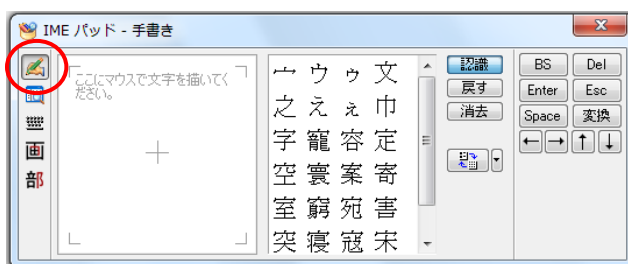 IME パッド - 手書き
ここにマウスで文字を描いてく
ださい。
画
部
亠 ウ ゥ 文
之 え ぇ 巾
字 寵 容 定
空 寰 案 寄
室 窮 宛 書
突 寝 寇 宋
認識
戻す
消去
BS Del
Enter Esc
Space 変換
← → ↑ ↓